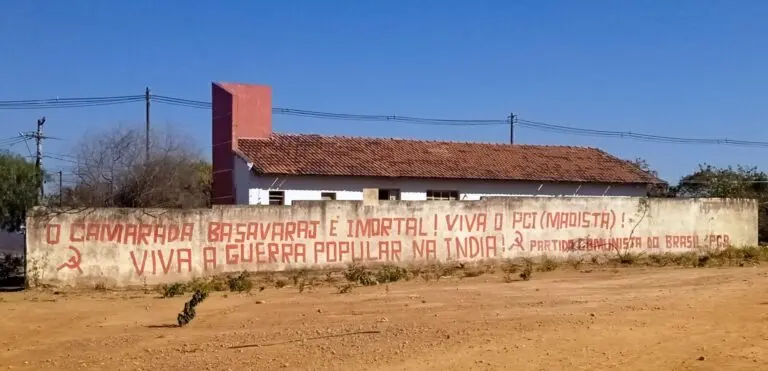 O CAMARADA BASAVARAJ É IMORTAL! VIVA O PCI (MAOISTA)!
VIVA A GUERRA POPULAR NA ÍNDIA! PARTIDO COMUNISTA DO BRASIL-PCB